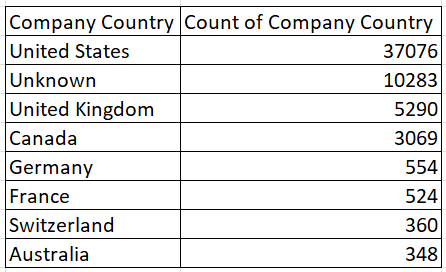 Company Country Count of Company Country
United States 37076
Unknown 10283
United Kingdom 5290
Canada 3069
Germany 554
France 524
Switzerland 360
Australia 348